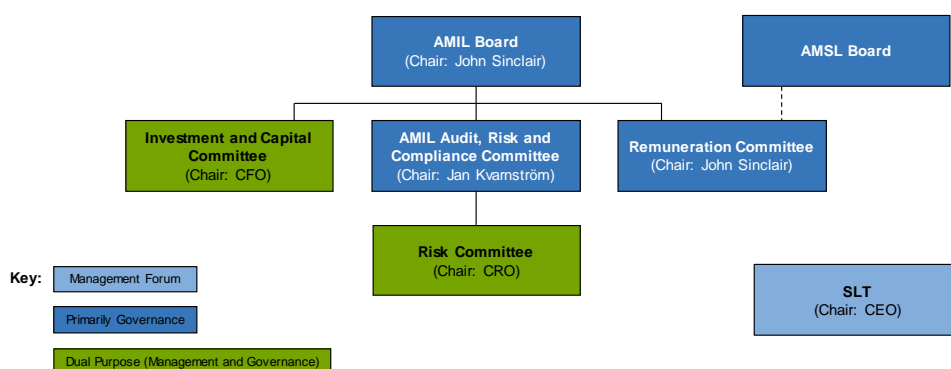 AMIL Board
(Chair: John Sinclair)
AMSL Board
Investment and Capital
Committee
(Chair: CFO)
AMIL Audit, Risk and
Compliance Committee
(Chair: Jan Kvarnström)
Remuneration Committee
(Chair: John Sinclair)
Risk Committee
(Chair: CRO)
Key:
Management Forum
Primarily Governance
Dual Purpose (Management and Governance)
SLT
(Chair: CEO)